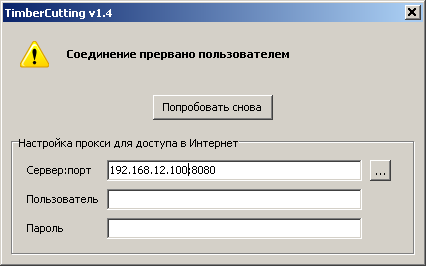 TimberCutting v1.4
Соединение прервано пользователем
Попробовать снова
Настройка прокси для доступа в Интернет
Сервер:порт 192.168.12.100:8080 ...
Пользователь
Пароль